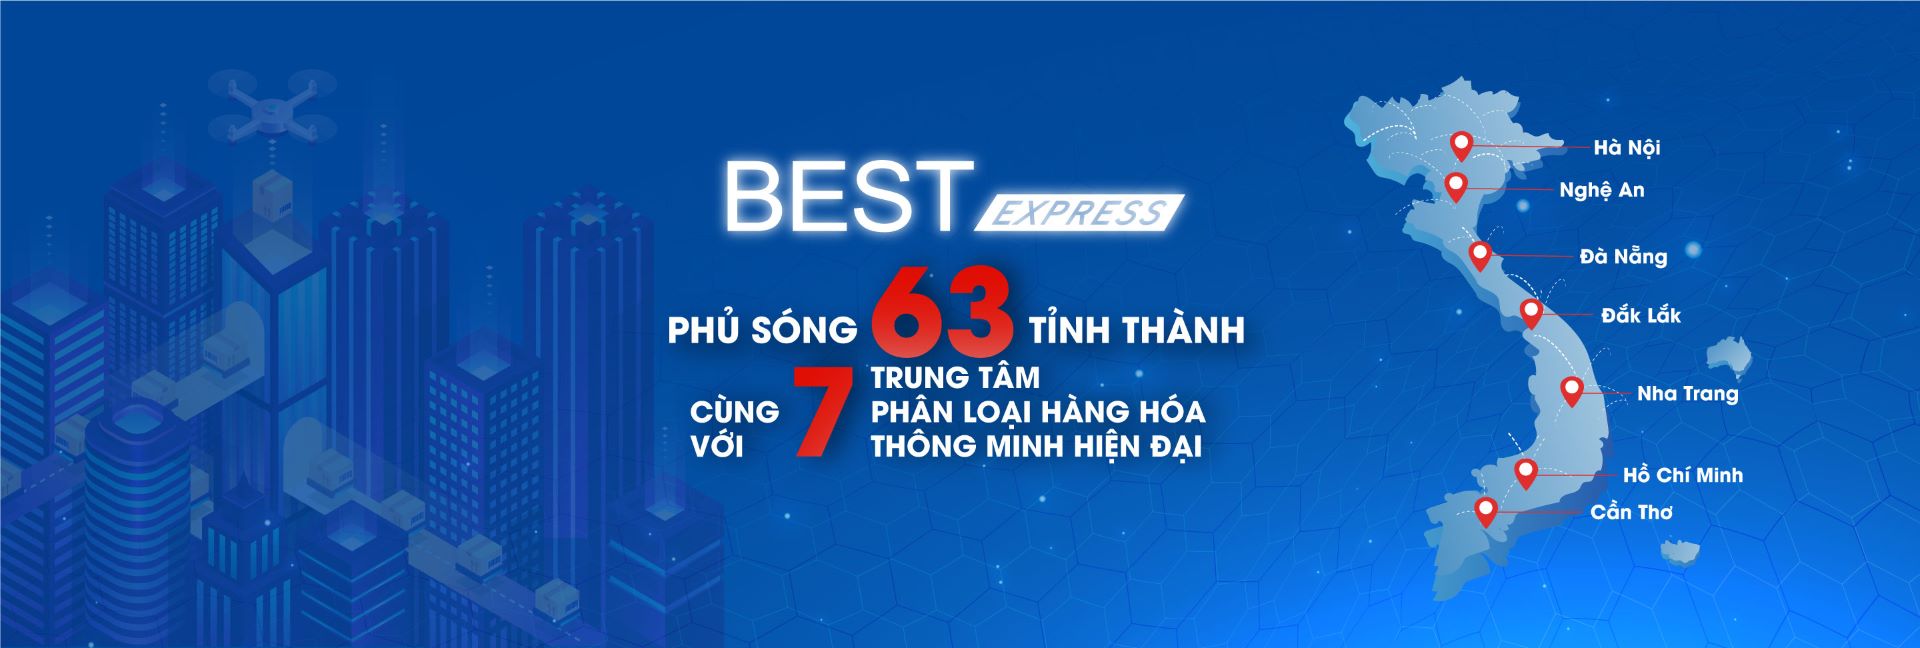 BEST EXPRESS
PHỦ SÓNG 63 TỈNH THÀNH
CÙNG VỚI 7 TRUNG TÂM
PHÂN LOẠI HÀNG HÓA
THÔNG MINH HIỆN ĐẠI
Hà Nội
Nghệ An
Đà Nẵng
Đắk Lắk
Nha Trang
Hồ Chí Minh
Cần Thơ